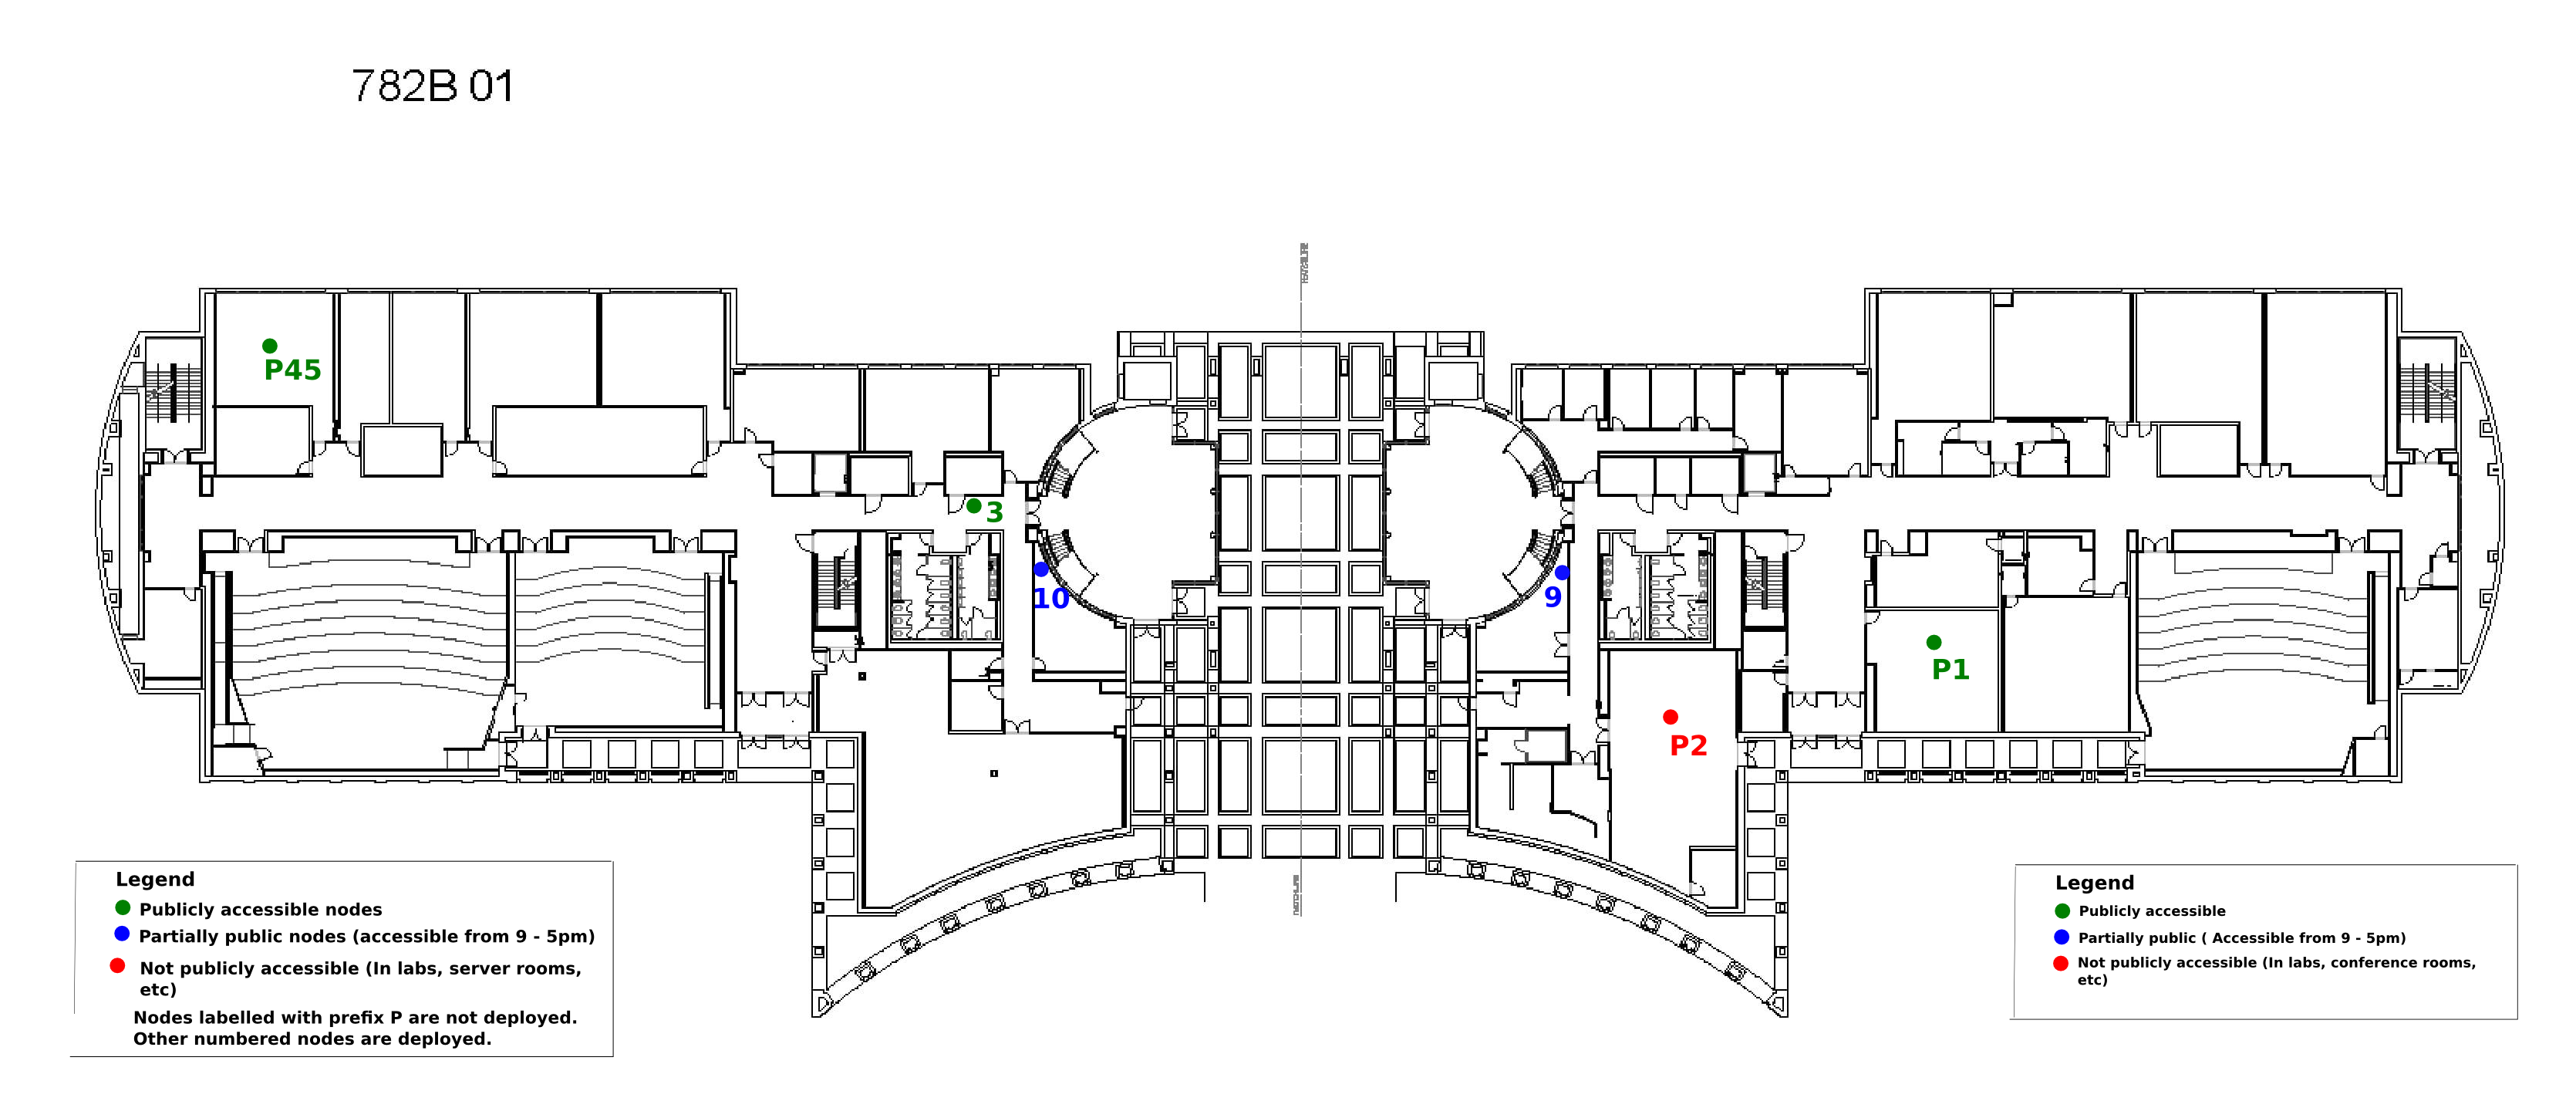 782B 01
P45
3
10
9
P1
P2
Legend
Publicly accessible nodes
Partially public nodes (accessible from 9 - 5pm)
Not publicly accessible (In labs, server rooms,
etc)
Nodes labelled with prefix P are not deployed.
Other numbered nodes are deployed.
Legend
Publicly accessible
Partially public ( Accessible from 9 - 5pm)
Not publicly accessible (In labs, conference rooms,
etc)